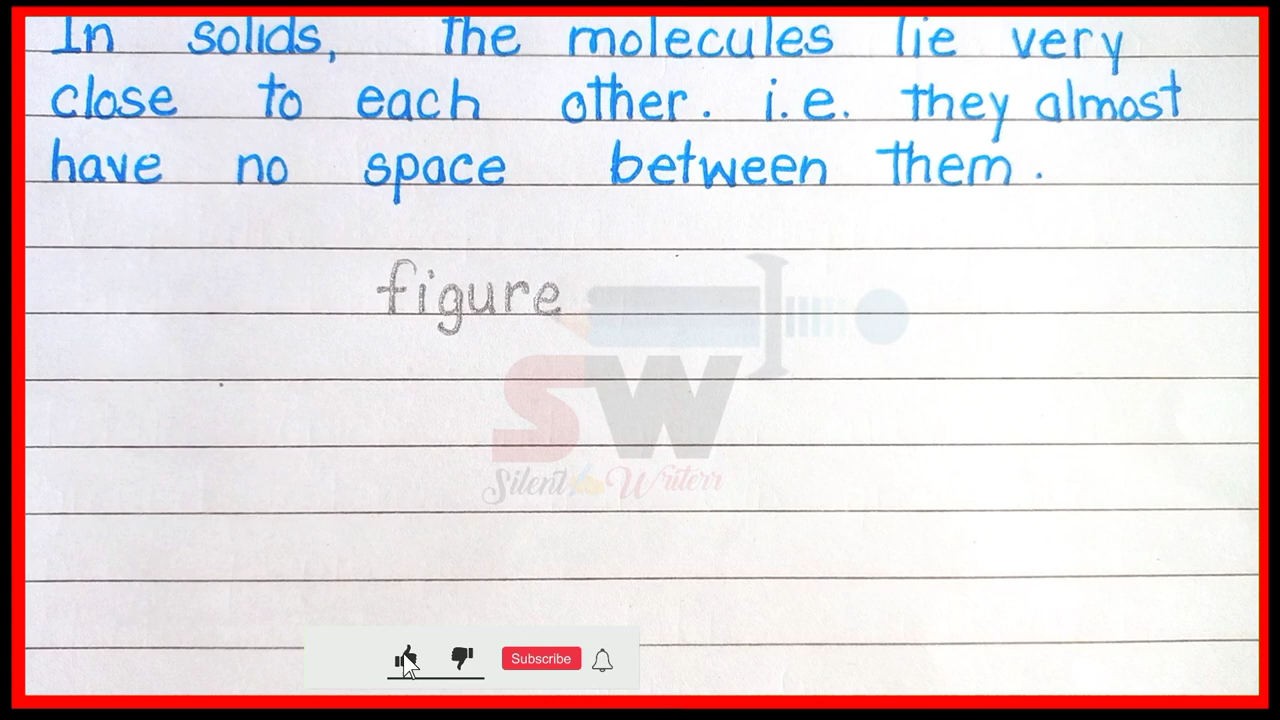 In solids, the molecules lie very
close to each other. i.e. they almost
have no space between them.
figure
SW
Silent Writerr
Subscribe